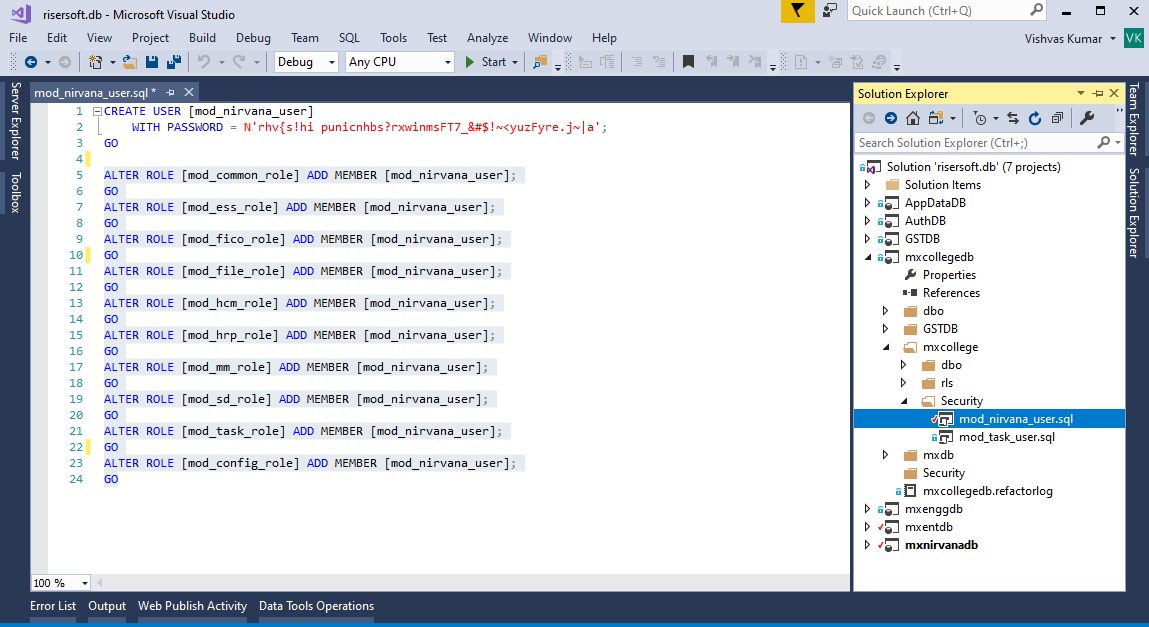 risersoft.db - Microsoft Visual Studio
Quick Launch (Ctrl+Q)
File Edit View Project Build Debug Team SQL Tools Test Analyze Window Help
Vishvas Kumar VK
Debug Any CPU Start
Server Explorer
Toolbox
mod_nirvana_user.sql *
1 CREATE USER [mod_nirvana_user]
2 WITH PASSWORD = N'rhv{s!hi punicnhbs?rxwinmsFT7_&#$!~<yuzFyre.j~|a';
3 GO
4
5 ALTER ROLE [mod_common_role] ADD MEMBER [mod_nirvana_user];
6 GO
7 ALTER ROLE [mod_ess_role] ADD MEMBER [mod_nirvana_user];
8 GO
9 ALTER ROLE [mod_fico_role] ADD MEMBER [mod_nirvana_user];
10 GO
11 ALTER ROLE [mod_file_role] ADD MEMBER [mod_nirvana_user];
12 GO
13 ALTER ROLE [mod_hcm_role] ADD MEMBER [mod_nirvana_user];
14 GO
15 ALTER ROLE [mod_hrp_role] ADD MEMBER [mod_nirvana_user];
16 GO
17 ALTER ROLE [mod_mm_role] ADD MEMBER [mod_nirvana_user];
18 GO
19 ALTER ROLE [mod_sd_role] ADD MEMBER [mod_nirvana_user];
20 GO
21 ALTER ROLE [mod_task_role] ADD MEMBER [mod_nirvana_user];
22 GO
23 ALTER ROLE [mod_config_role] ADD MEMBER [mod_nirvana_user];
24 GO
100 %
Solution Explorer
Search Solution Explorer (Ctrl+;)
Solution 'risersoft.db' (7 projects)
Solution Items
AppDataDB
AuthDB
GSTDB
mxcollegedb
Properties
References
dbo
GSTDB
mxcollege
dbo
rls
Security
mod_nirvana_user.sql
mod_task_user.sql
mxdb
Security
mxcollegedb.refactorlog
mxenggdb
mxentdb
mxnirvanadb
Team Explorer
Solution Explorer
Error List Output Web Publish Activity Data Tools Operations